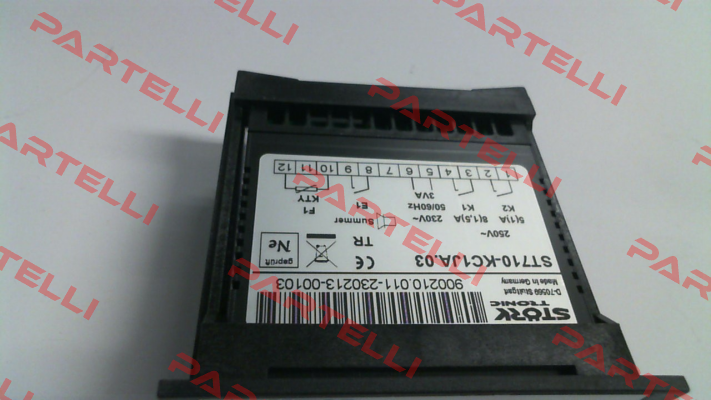 STÖRK
TRONIC
D-70569 Stuttgart
Made in Germany
900210.011-230213-00103
ST710-KC1JA.03
TR
CE
geprüft
Ne
250V~
5(1)A 8(1,5)A 230V~
50/60Hz
3VA
Summer
K2
K1
E1
F1
KTY
1 2 3 4 5 6 7 8 9 10 11 12
PARTELLI
PARTELLI
PARTELLI
PARTELLI
PARTELLI
PARTELLI
PARTELLI
PARTELLI
PARTELLI